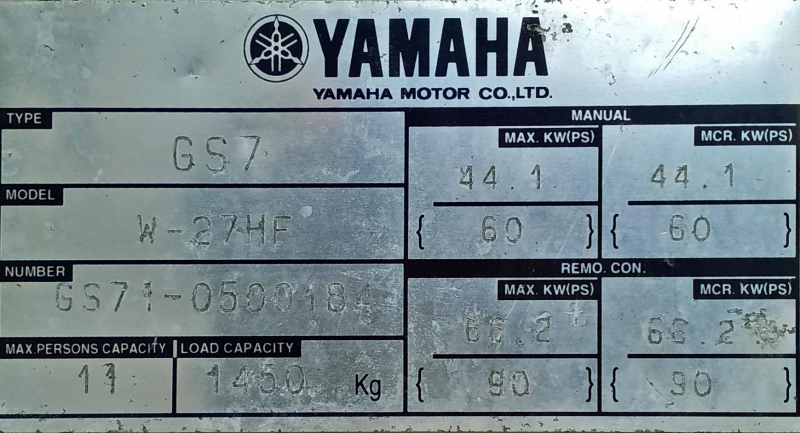 YAMAHA
YAMAHA MOTOR CO.,LTD.
TYPE
GS7
MODEL
W-27HF
NUMBER
GS71-0500184
MAX.PERSONS CAPACITY
11
LOAD CAPACITY
1450 Kg
MANUAL
MAX. KW(PS) MCR. KW(PS)
44.1 44.1
{ 60 } { 60 }
REMO. CON.
MAX. KW(PS) MCR. KW(PS)
66.2 66.2
{ 90 } { 90 }